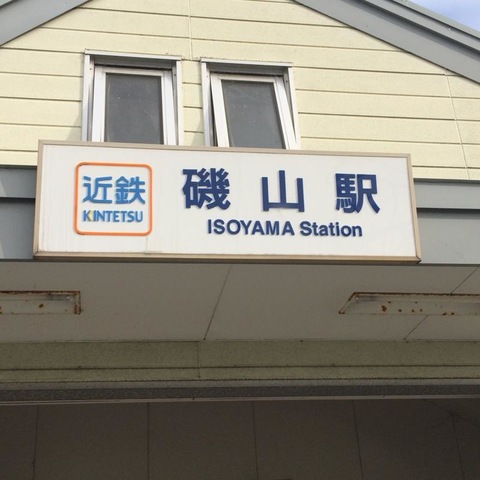 近鉄
KINTETSU
磯山駅
ISOYAMA Station